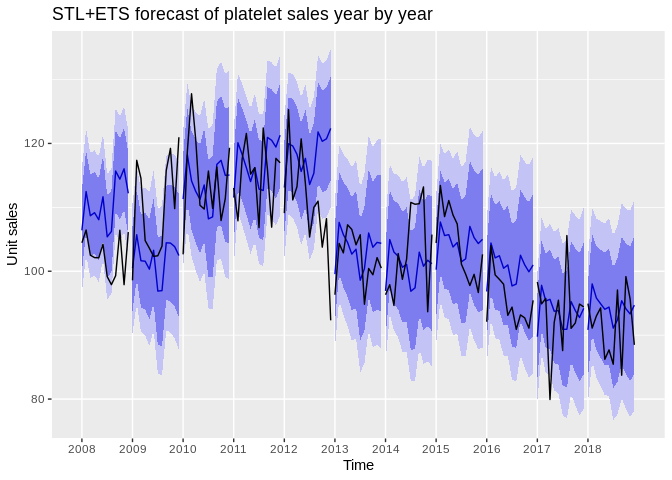 STL+ETS forecast of platelet sales year by year
Unit sales
120
100
80
2008 2009 2010 2011 2012 2013 2014 2015 2016 2017 2018
Time